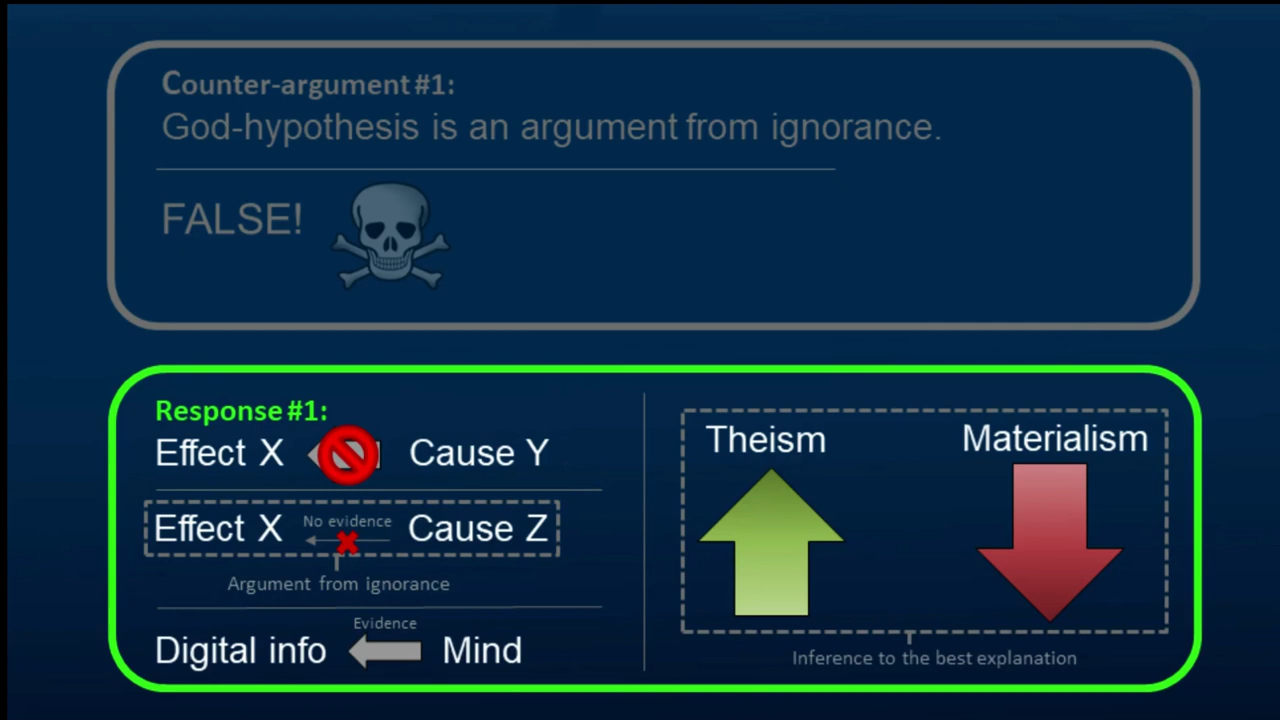 Counter-argument #1:
God-hypothesis is an argument from ignorance.
FALSE!
Response #1:
Effect X Cause Y
Effect X No evidence Cause Z
Argument from ignorance
Evidence
Digital info Mind
Theism Materialism
Inference to the best explanation